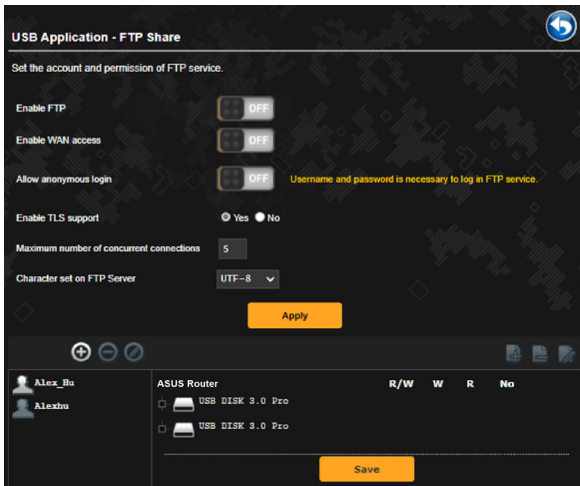 USB Application - FTP Share
Set the account and permission of FTP service.
Enable FTP OFF
Enable WAN access OFF
Allow anonymous login OFF Username and password is necessary to log in FTP service.
Enable TLS support Yes No
Maximum number of concurrent connections 5
Character set on FTP Server UTF-8
Apply
Alex_Hu
Alexhu
ASUS Router R/W W R No
USB DISK 3.0 Pro
USB DISK 3.0 Pro
Save